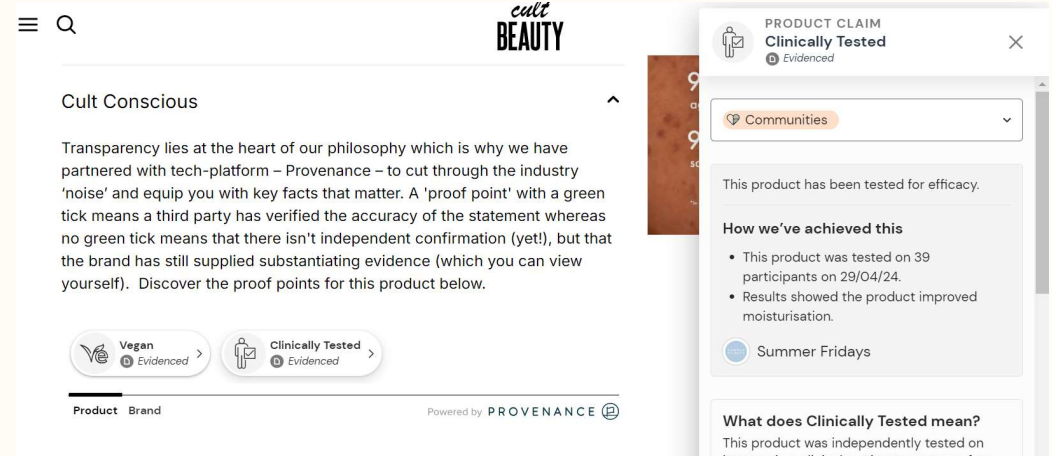 cult
BEAUTY
Cult Conscious
Transparency lies at the heart of our philosophy which is why we have
partnered with tech-platform – Provenance – to cut through the industry
‘noise’ and equip you with key facts that matter. A 'proof point' with a green
tick means a third party has verified the accuracy of the statement whereas
no green tick means that there isn't independent confirmation (yet!), but that
the brand has still supplied substantiating evidence (which you can view
yourself). Discover the proof points for this product below.
Vegan
Evidenced
Clinically Tested
Evidenced
Product Brand
Powered by PROVENANCE
PRODUCT CLAIM
Clinically Tested
Evidenced
Communities
This product has been tested for efficacy.
How we’ve achieved this
• This product was tested on 39
participants on 29/04/24.
• Results showed the product improved
moisturisation.
Summer Fridays
What does Clinically Tested mean?
This product was independently tested on